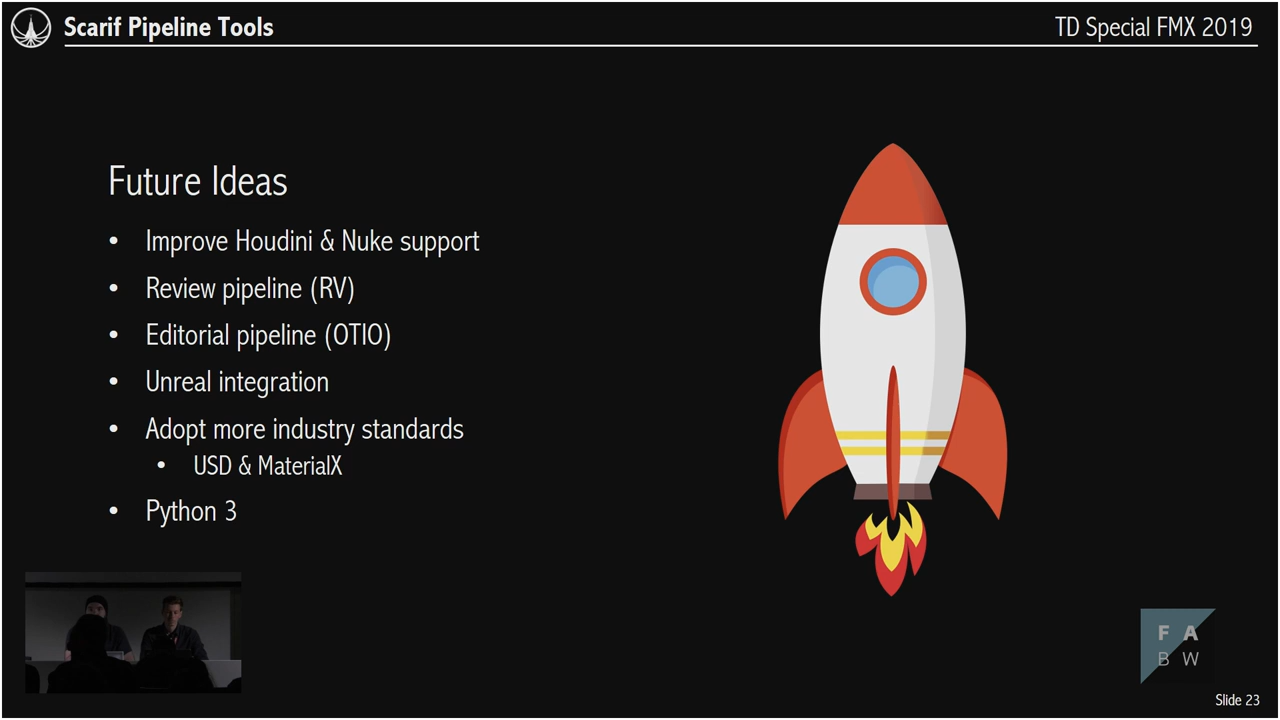 Scarif Pipeline Tools
TD Special FMX 2019
Future Ideas
• Improve Houdini & Nuke support
• Review pipeline (RV)
• Editorial pipeline (OTIO)
• Unreal integration
• Adopt more industry standards
• USD & MaterialX
• Python 3
F A
B W
Slide 23